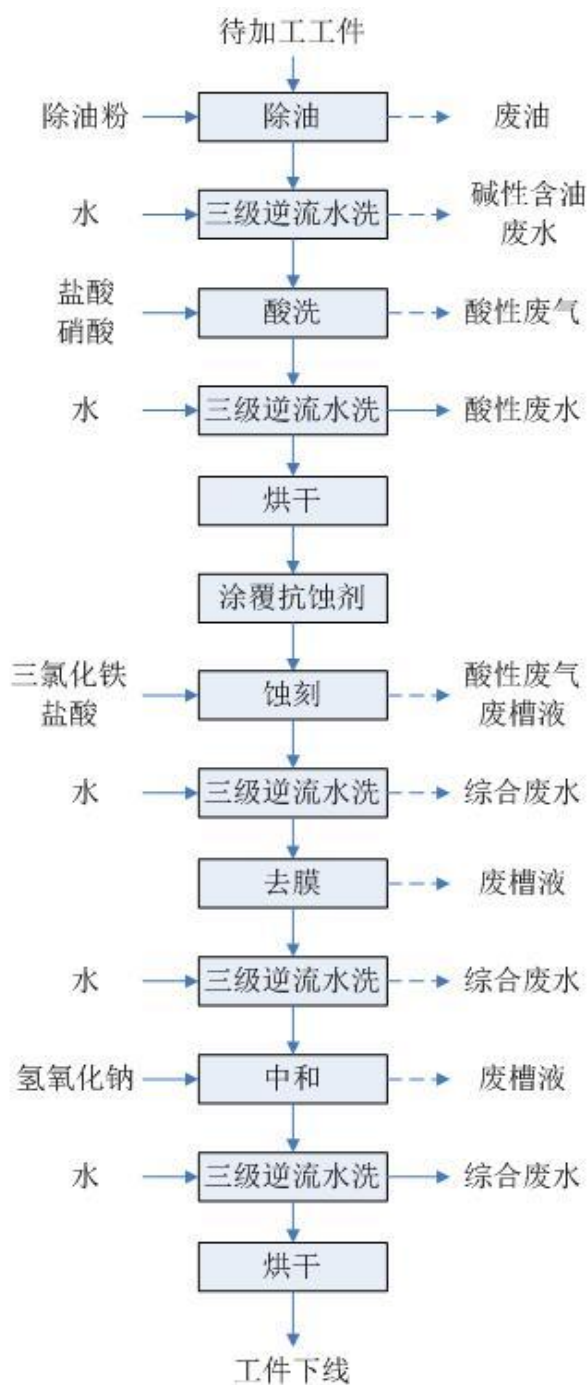 待加工工件
除油粉
除油
废油
水
三级逆流水洗
碱性含油
废水
盐酸
硝酸
酸洗
酸性废气
水
三级逆流水洗
酸性废水
烘干
涂覆抗蚀剂
三氯化铁
盐酸
蚀刻
酸性废气
废槽液
水
三级逆流水洗
综合废水
去膜
废槽液
水
三级逆流水洗
综合废水
氢氧化钠
中和
废槽液
水
三级逆流水洗
综合废水
烘干
工件下线